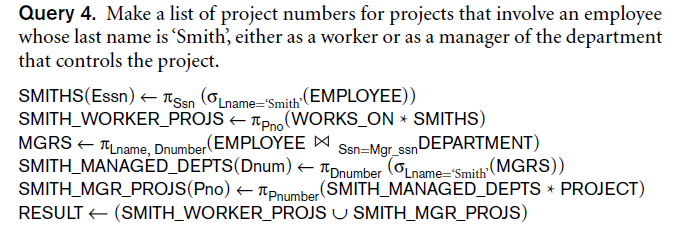 Query 4. Make a list of project numbers for projects that involve an employee
whose last name is ‘Smith’, either as a worker or as a manager of the department
that controls the project.
SMITHS(Essn) ← πSsn (σLname=‘Smith’(EMPLOYEE))
SMITH_WORKER_PROJS ← πPno(WORKS_ON * SMITHS)
MGRS ← πLname, Dnumber(EMPLOYEE ⋈ Ssn=Mgr_ssnDEPARTMENT)
SMITH_MANAGED_DEPTS(Dnum) ← πDnumber (σLname=‘Smith’(MGRS))
SMITH_MGR_PROJS(Pno) ← πPnumber(SMITH_MANAGED_DEPTS * PROJECT)
RESULT ← (SMITH_WORKER_PROJS ∪ SMITH_MGR_PROJS)